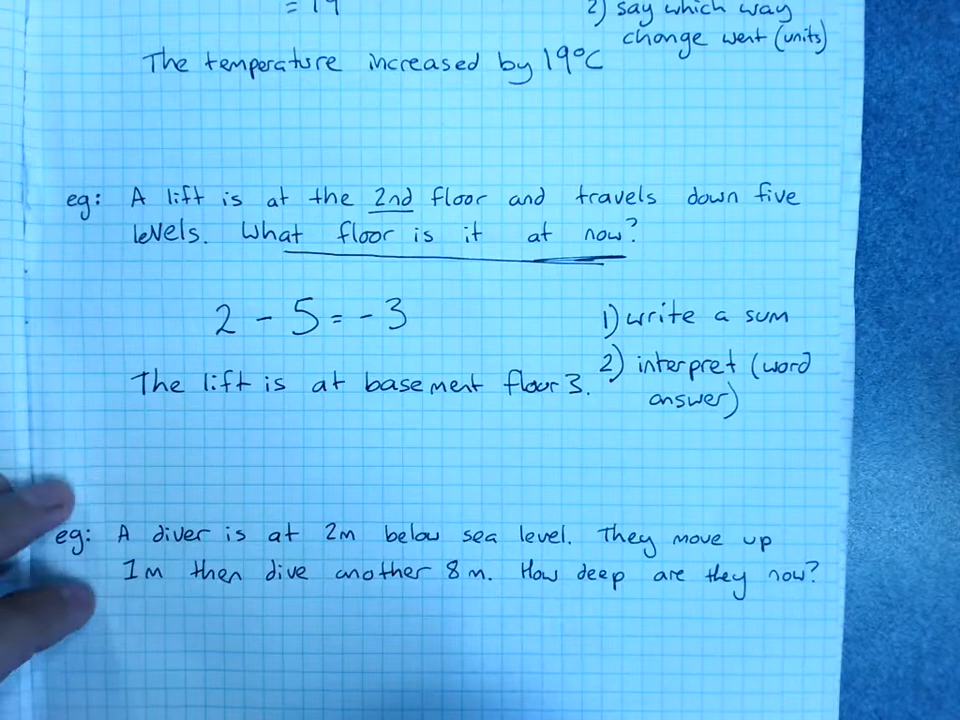 = 19
2) say which way
change went (units)
The temperature increased by 19°C
eg: A lift is at the 2nd floor and travels down five
levels. What floor is it at now?
2 - 5 = - 3
1) write a sum
2) interpret (word
answer)
The lift is at basement floor 3.
eg: A diver is at 2m below sea level. They move up
1m then dive another 8m. How deep are they now?